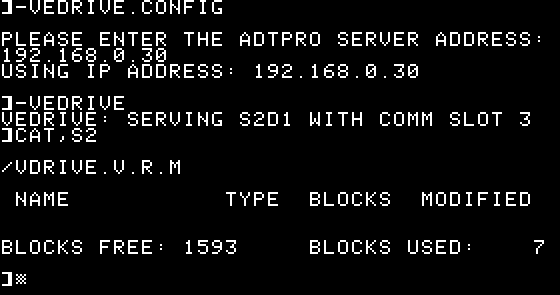 ]-VEDRIVE.CONFIG
PLEASE ENTER THE ADTPRO SERVER ADDRESS:
192.168.0.30
USING IP ADDRESS: 192.168.0.30
]-VEDRIVE
VEDRIVE: SERVING S2D1 WITH COMM SLOT 3
]CAT,S2
/VDRIVE.V.R.M
NAME TYPE BLOCKS MODIFIED
BLOCKS FREE: 1593 BLOCKS USED: 7
]